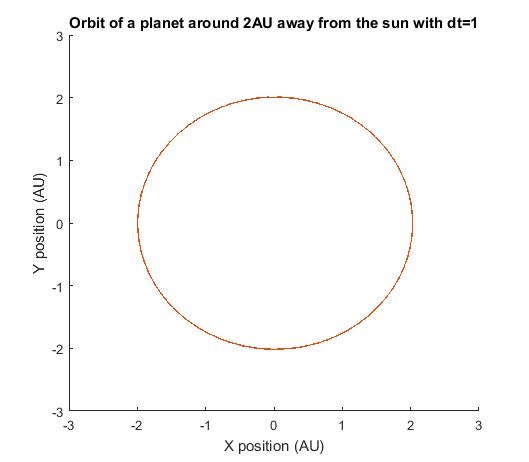 Orbit of a planet around 2AU away from the sun with dt=1
3
2
1
0
-1
-2
-3
Y position (AU)
-3 -2 -1 0 1 2 3
X position (AU)